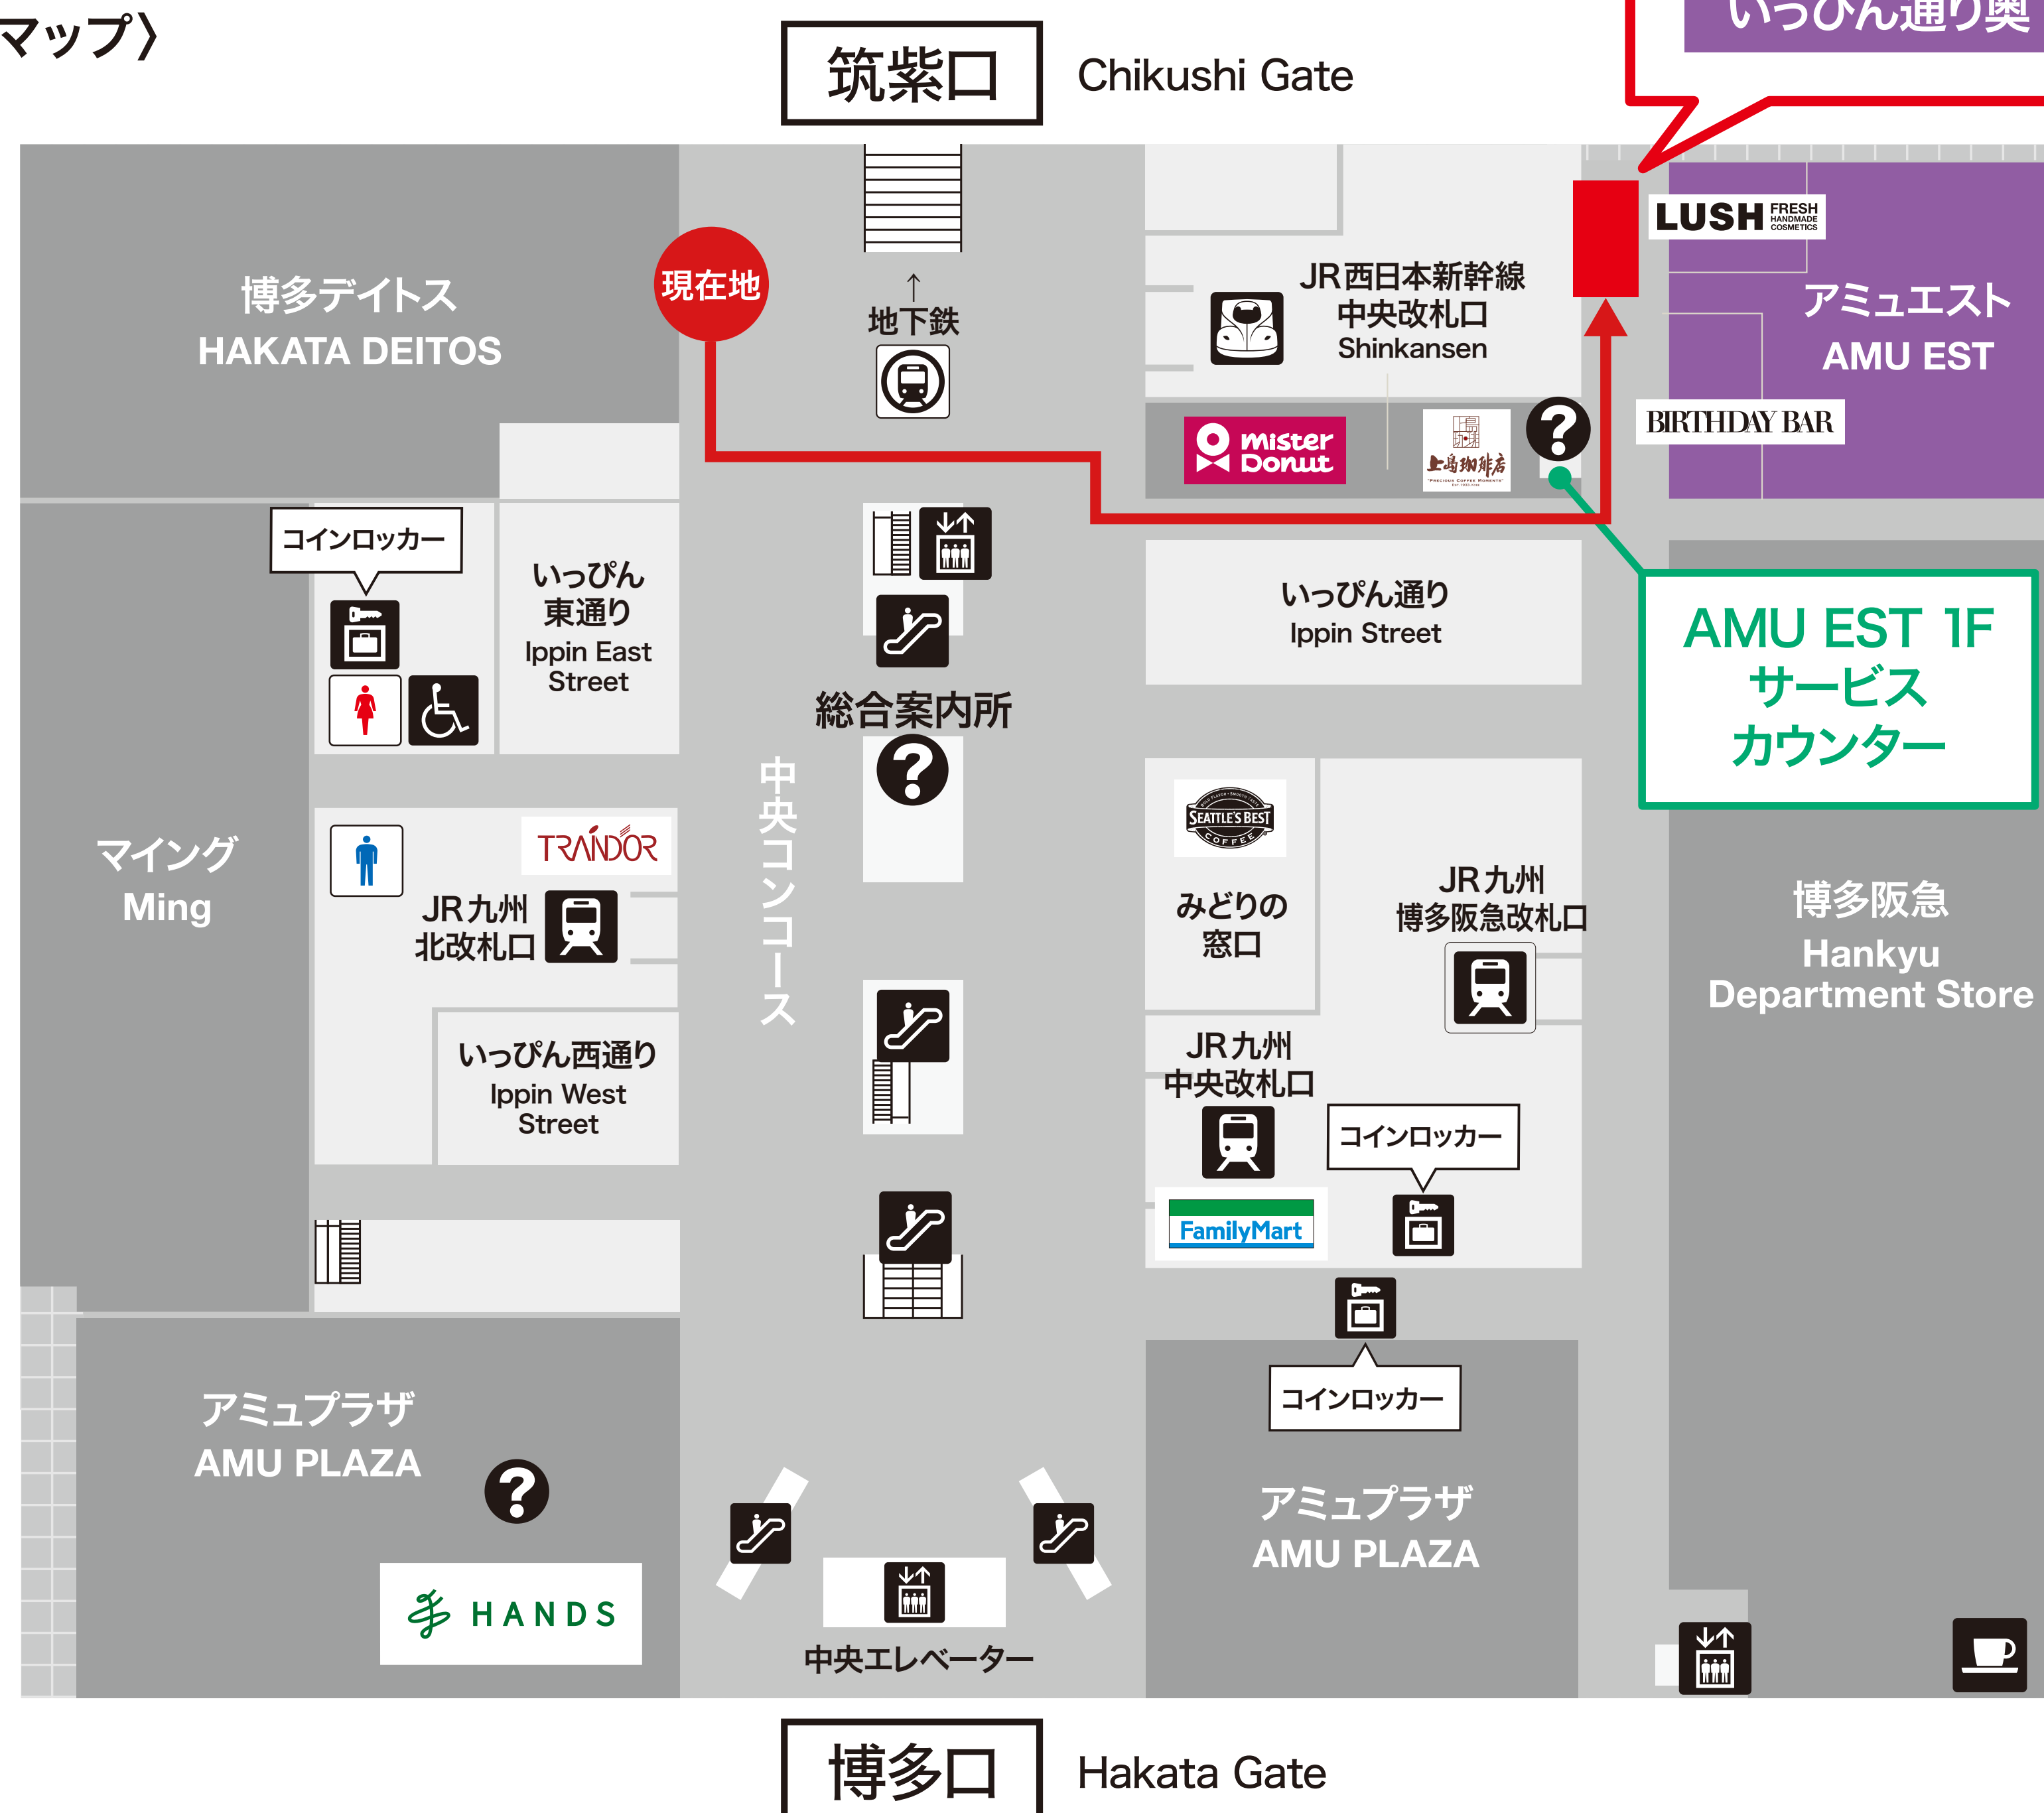 マップ〉
筑紫口
Chikushi Gate
いっぴん通り奥
博多デイトス
HAKATA DEITOS
現在地
↑
地下鉄
JR西日本新幹線
中央改札口
Shinkansen
LUSH FRESH
HANDMADE
COSMETICS
アミュエスト
AMU EST
BIRTHDAY BAR
mister
Donut
上島珈琲店
?
コインロッカー
いっぴん
東通り
Ippin East
Street
いっぴん通り
Ippin Street
AMU EST 1F
サービス
カウンター
総合案内所
?
中央コンコース
マイング
Ming
TRANDOR
JR九州
北改札口
SEATTLE'S BEST
COFFEE
みどりの
窓口
JR九州
博多阪急改札口
博多阪急
Hankyu
Department Store
いっぴん西通り
Ippin West
Street
JR九州
中央改札口
コインロッカー
FamilyMart
コインロッカー
アミュプラザ
AMU PLAZA
?
HANDS
アミュプラザ
AMU PLAZA
中央エレベーター
博多口
Hakata Gate